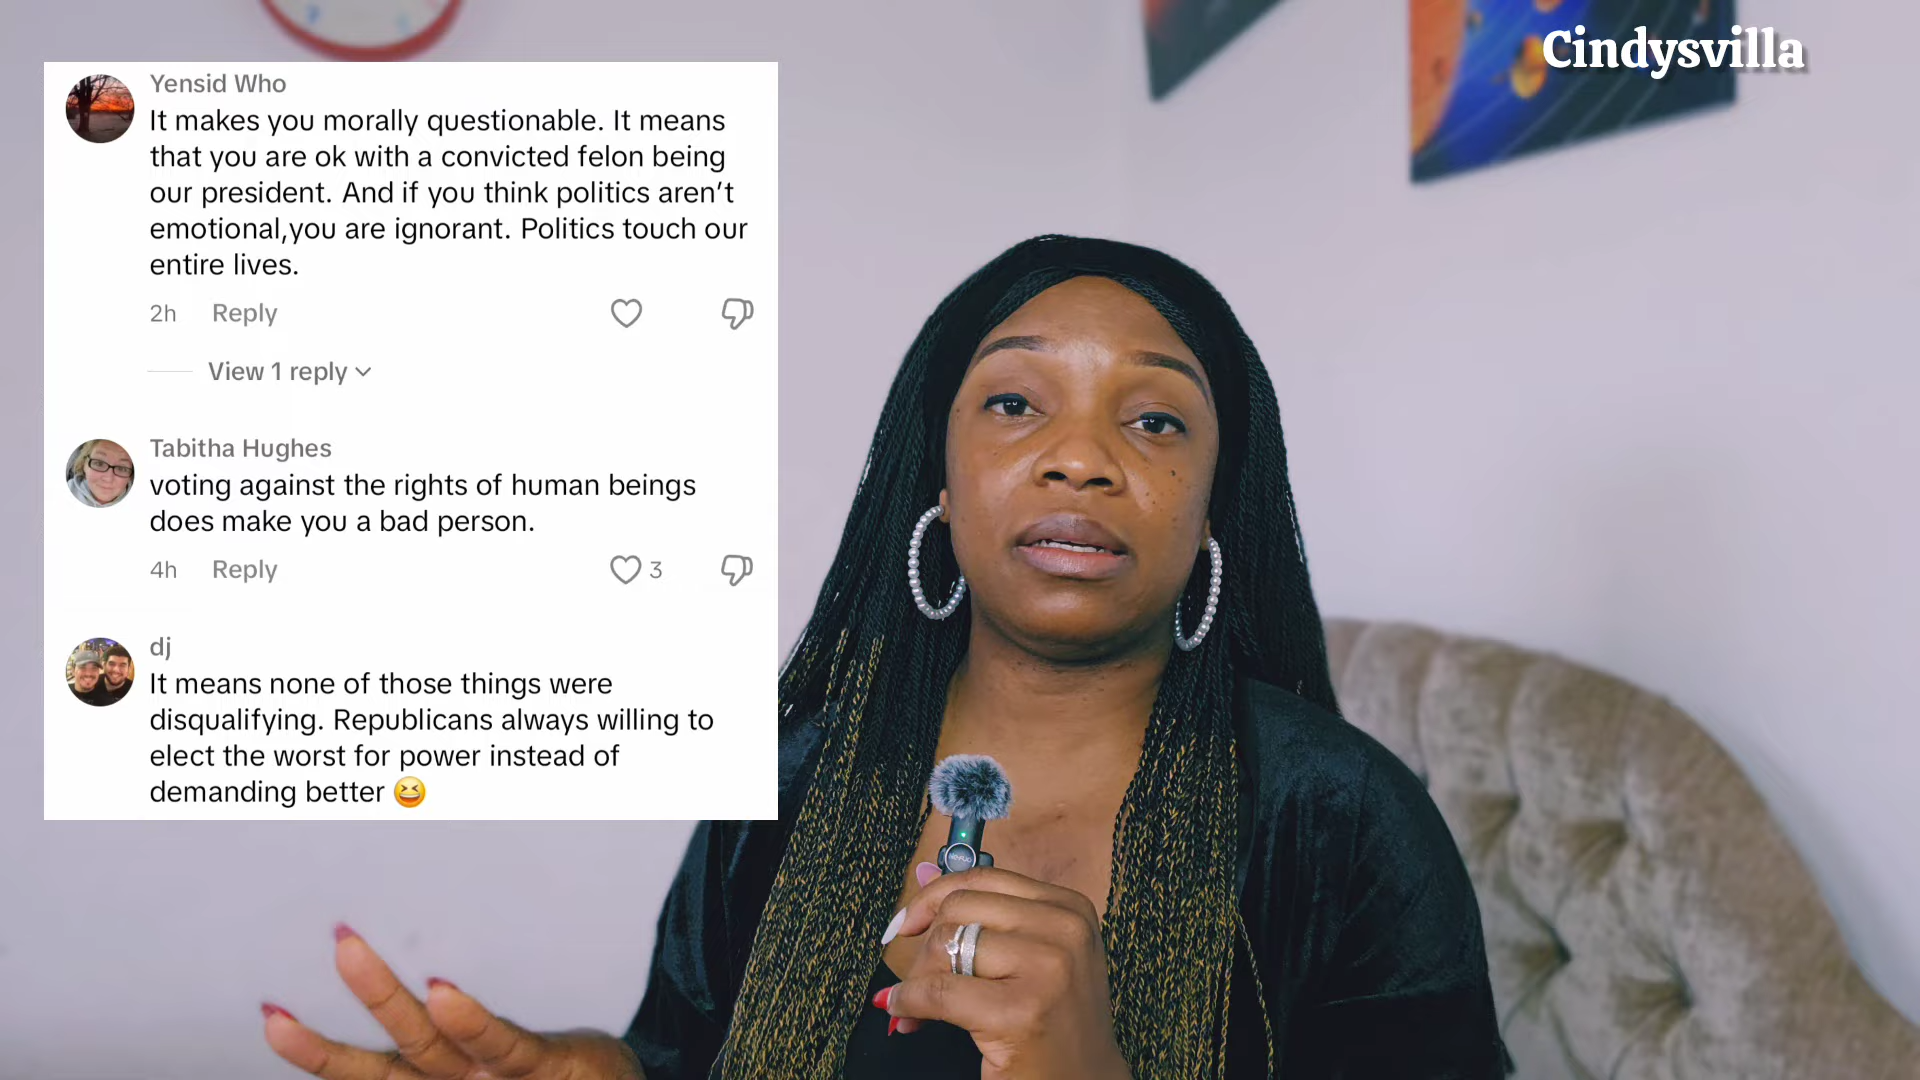 Cindysvilla
Yensid Who
It makes you morally questionable. It means
that you are ok with a convicted felon being
our president. And if you think politics aren’t
emotional,you are ignorant. Politics touch our
entire lives.
2h Reply
View 1 reply
Tabitha Hughes
voting against the rights of human beings
does make you a bad person.
4h Reply 3
dj
It means none of those things were
disqualifying. Republicans always willing to
elect the worst for power instead of
demanding better 😆